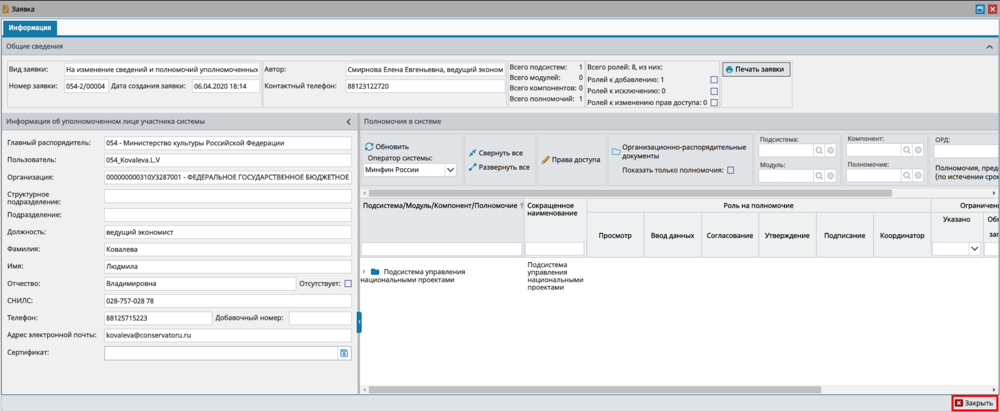 Заявка
Информация
Общие сведения
Вид заявки: На изменение сведений и полномочий уполномоченных
Номер заявки: 054-2/00004 Дата создания заявки: 06.04.2020 18:14
Автор: Смирнова Елена Евгеньевна, ведущий эконом
Контактный телефон: 88123122720
Всего подсистем: 1
Всего модулей: 0
Всего компонентов: 0
Всего полномочий: 1
Всего ролей: 8, из них:
Ролей к добавлению: 1
Ролей к исключению: 0
Ролей к изменению прав доступа: 0
Печать заявки
Информация об уполномоченном лице участника системы
Главный распорядитель: 054 - Министерство культуры Российской Федерации
Пользователь: 054_Kovaleva.L.V
Организация: 000000000310У3287001 - ФЕДЕРАЛЬНОЕ ГОСУДАРСТВЕННОЕ БЮДЖЕТНОЕ
Структурное
подразделение:
Подразделение:
Должность: ведущий экономист
Фамилия: Ковалева
Имя: Людмила
Отчество: Владимировна Отсутствует:
СНИЛС: 028-757-028 78
Телефон: 88125715223 Добавочный номер:
Адрес электронной почты: kovaleva@conservatoru.ru
Сертификат:
Полномочия в системе
Обновить
Оператор системы:
Минфин России
Свернуть все
Развернуть все
Права доступа
Организационно-распорядительные
документы
Показать только полномочия:
Подсистема:
Модуль:
Компонент:
Полномочие:
ОРД:
Полномочия, пред
(по истечении срок
Подсистема/Модуль/Компонент/Полномочие
Сокращенное
наименование
Роль на полномочие
Просмотр Ввод данных Согласование Утверждение Подписание Координатор
Ограничен
Указано
Обя
заг
Подсистема управления
национальными проектами
Подсистема
управления
национальными
проектами
Закрыть